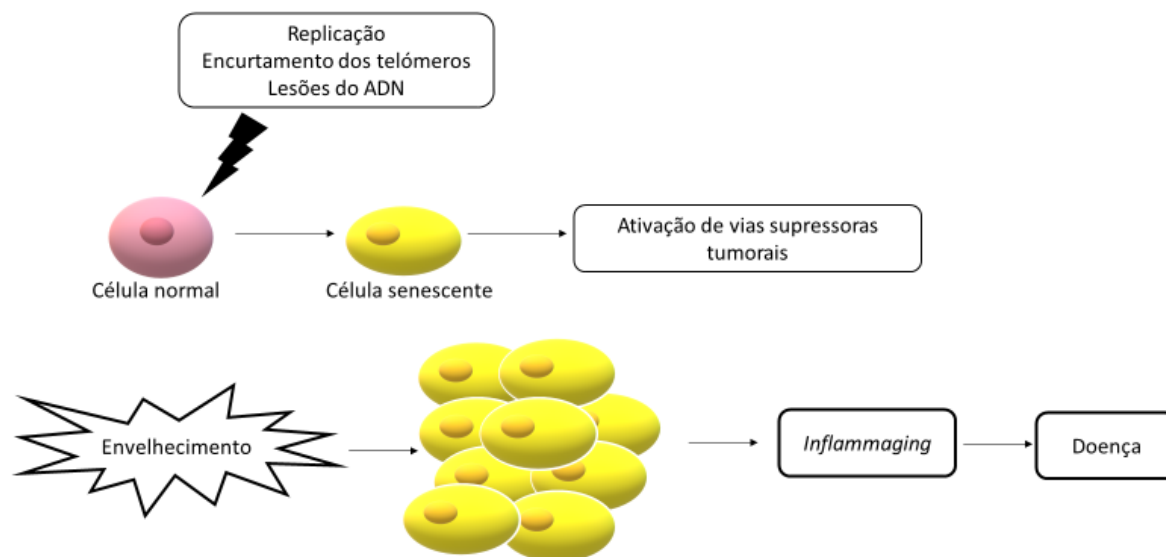 Replicação
Encurtamento dos telómeros
Lesões do ADN
Célula normal
Célula senescente
Ativação de vias supressoras
tumorais
Envelhecimento
Inflammaging
Doença